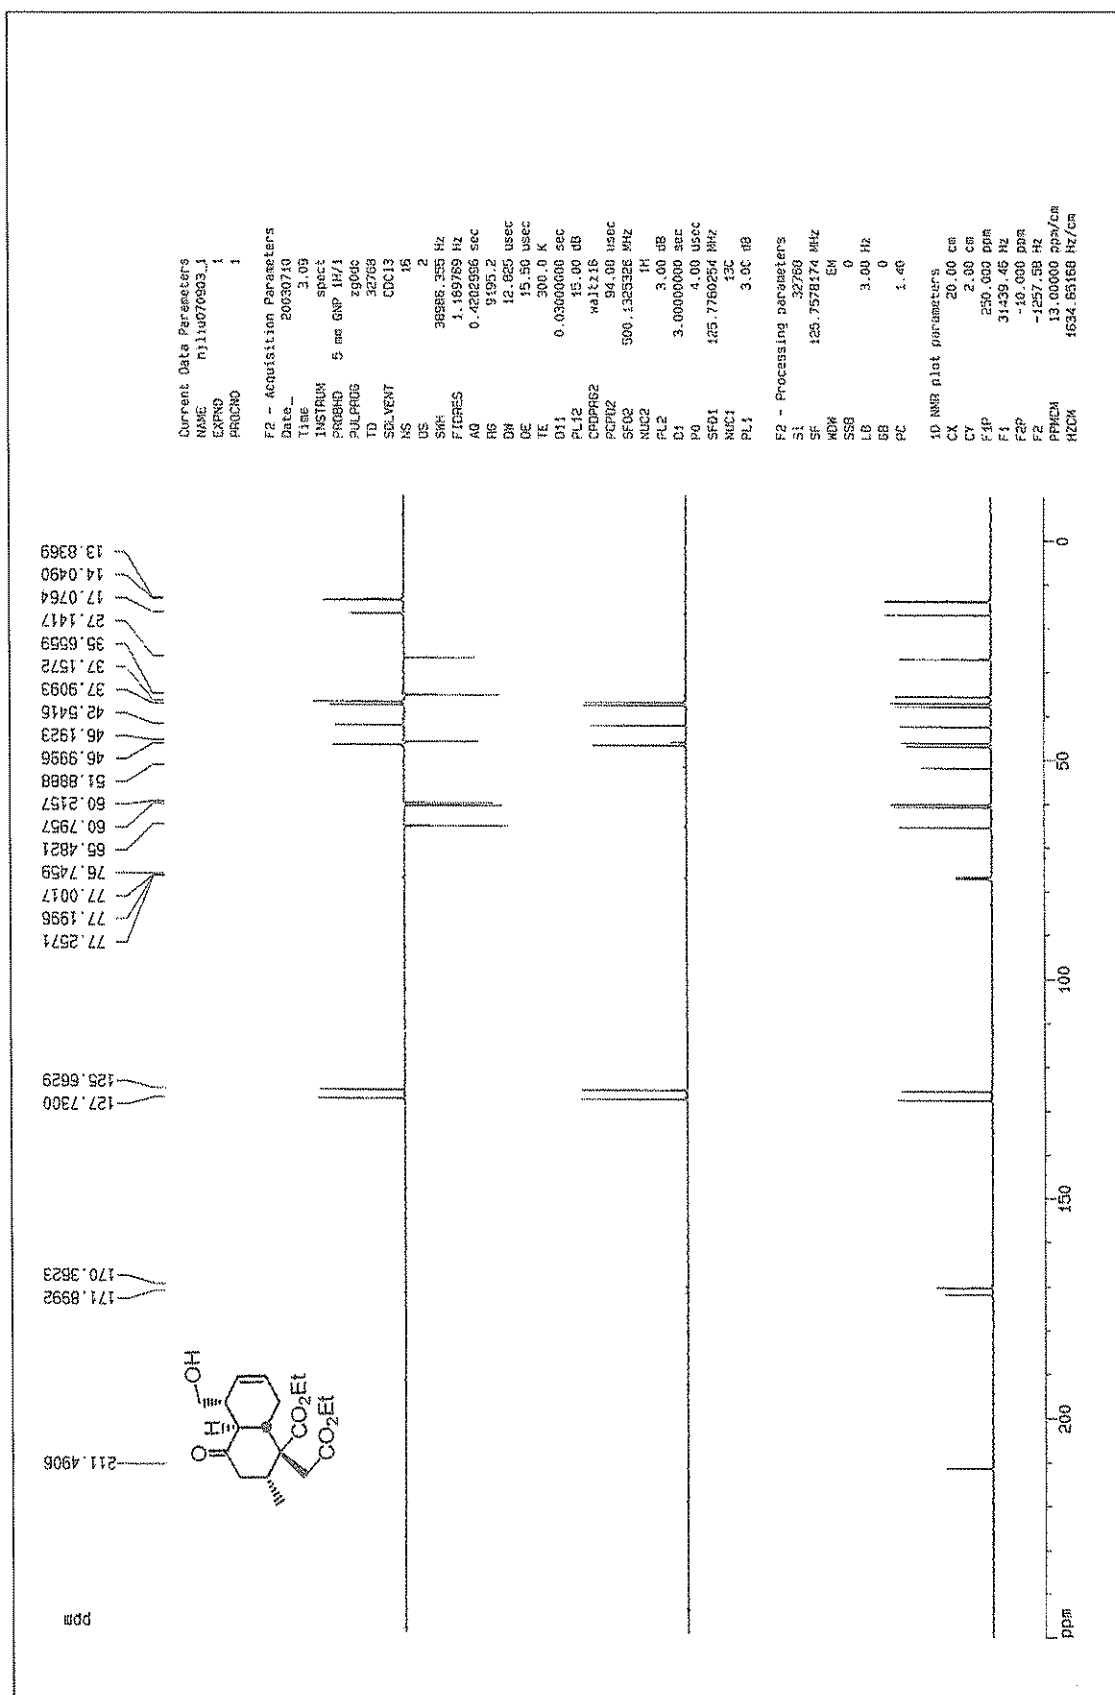 Current Data Parameters
NAME njliu070903_1
EXPNO 1
PROCNO 1
F2 - Acquisition Parameters
Date_ 20030710
Time 3.09
INSTRUM spect
PROBHD 5 mm BNP 1H/1
PULPROG zg0dc
TD 32768
SOLVENT CDCl3
NS 16
DS 2
SWH 38986.355 Hz
FIDRES 1.189769 Hz
AQ 0.4202996 sec
RG 9195.2
DW 12.825 usec
DE 15.50 usec
TE 300.0 K
D11 0.03000000 sec
PL12 15.00 dB
CPDPRG2 waltz16
PCPD2 94.00 usec
SFO2 500.1325326 MHz
NUC2 1H
PL2 3.00 dB
D1 3.00000000 sec
P0 4.00 usec
SFO1 125.7760254 MHz
NUC1 13C
PL1 3.00 dB
F2 - Processing parameters
SI 32768
SF 125.7578174 MHz
WDW EM
SSB 0
LB 3.00 Hz
GB 0
PC 1.40
1D NMR plot parameters
CX 20.00 cm
CY 2.00 cm
F1P 250.000 ppm
F1 31439.46 Hz
F2P -10.000 ppm
F2 -1257.58 Hz
PPMCM 13.00000 ppm/cm
HZCM 1634.85168 Hz/cm
ppm
211.4906
171.8992
170.3623
127.7300
125.6629
77.2571
77.1996
77.0017
76.7459
65.4821
60.7957
60.2157
51.8888
46.9996
46.1923
42.5416
37.9093
37.1572
35.6559
27.1417
17.0764
14.0490
13.8369
OH
H
O
CO2Et
CO2Et
ppm 200 150 100 50 0